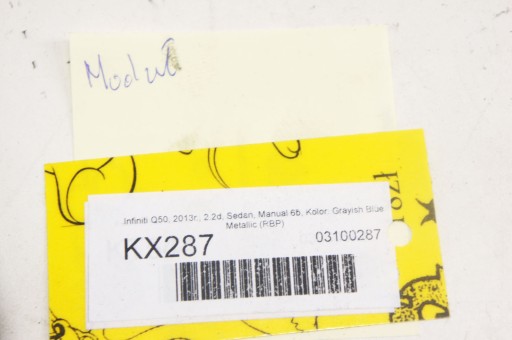 Moduł
Infiniti Q50, 2013r., 2.2d, Sedan, Manual 6b, Kolor: Grayish Blue
Metallic (RBP)
KX287
03100287